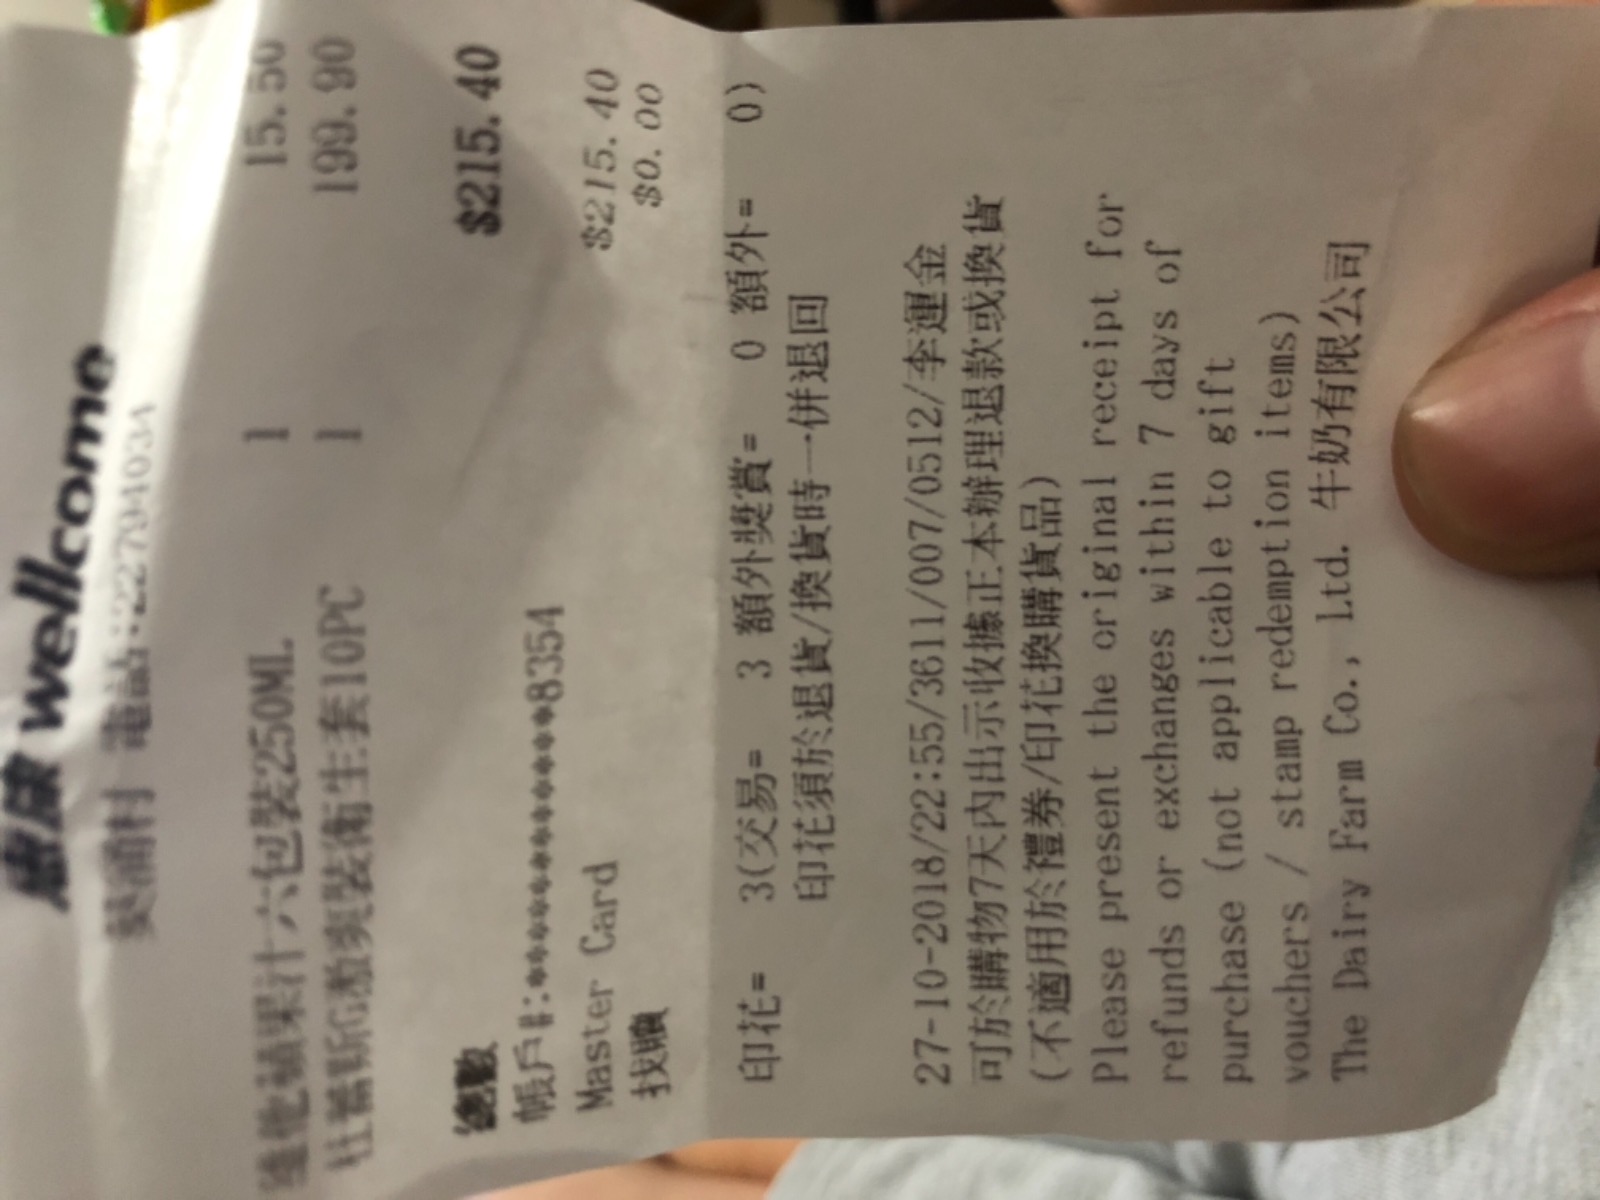 惠康 wellcome
葵涌村 電話:22794034
維他蘋果汁六包裝250ML 1 15.50
杜蕾斯G激爽裝衛生套10PC 1 199.90
總數 $215.40
帳戶#:************8354
Master Card $215.40
找贖 $0.00
印花= 3(交易= 3 額外獎賞= 0 額外= 0)
印花須於退貨/換貨時一併退回
27-10-2018/22:55/3611/007/0512/李運金
可於購物7天內出示收據正本辦理退款或換貨
(不適用於禮券/印花換購貨品)
Please present the original receipt for
refunds or exchanges within 7 days of
purchase (not applicable to gift
vouchers / stamp redemption items)
The Dairy Farm Co., Ltd. 牛奶有限公司